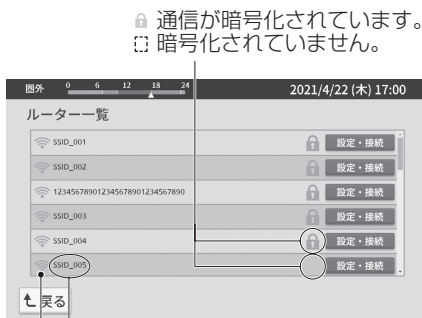 通信が暗号化されています。
暗号化されていません。
圏外 0 6 12 18 24 2021/4/22 (木) 17:00
ルーター一覧
SSID_001 設定・接続
SSID_002 設定・接続
123456789012345678901234567890 設定・接続
SSID_003 設定・接続
SSID_004 設定・接続
SSID_005 設定・接続
戻る